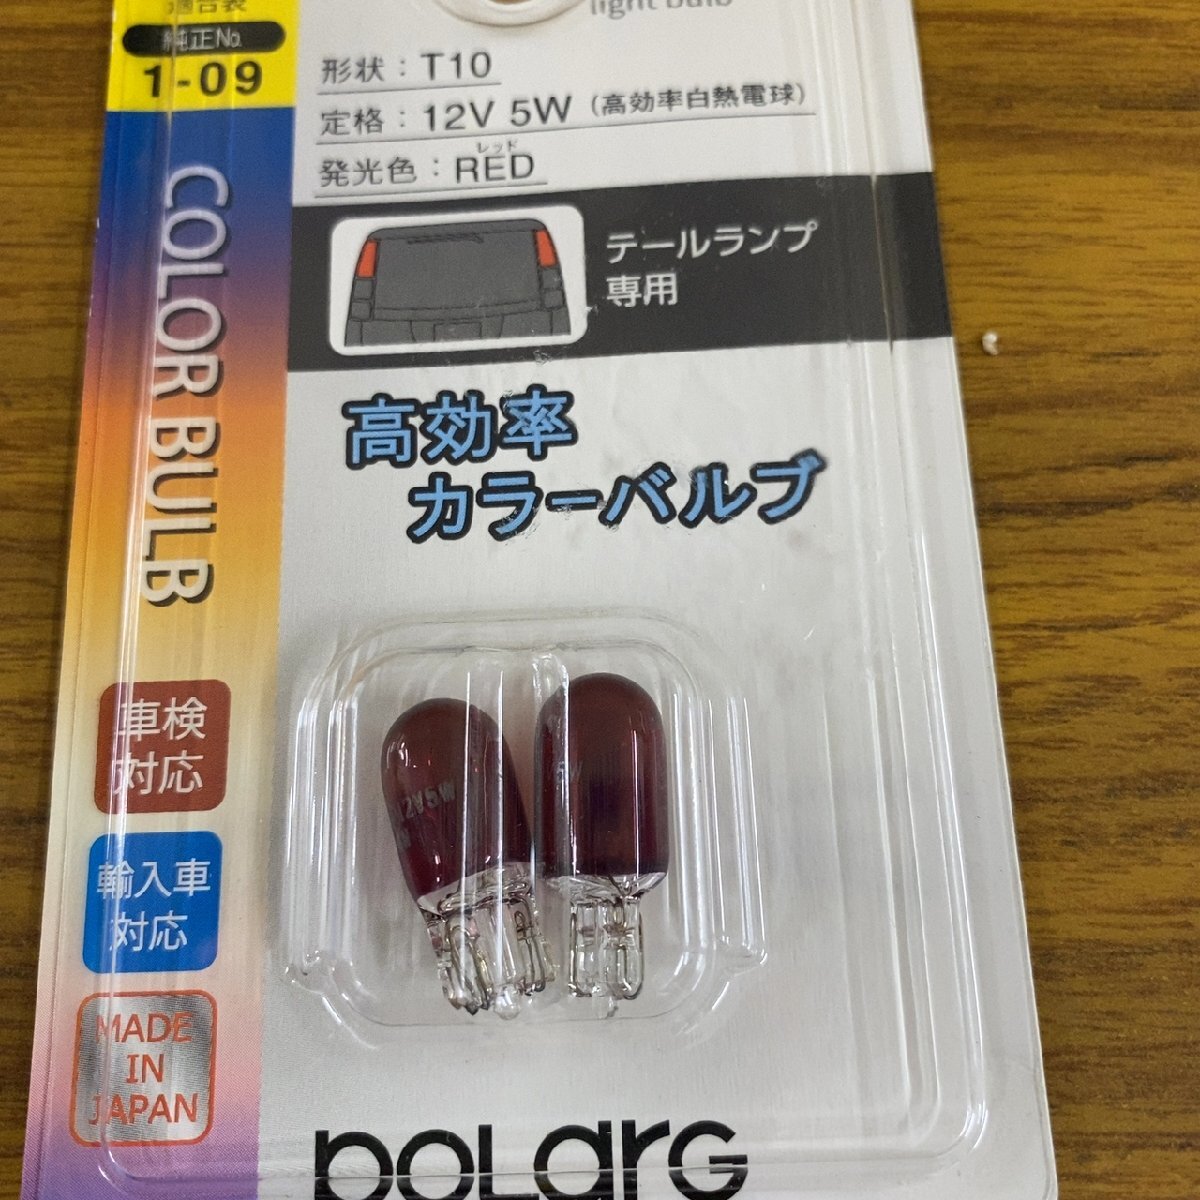 適合表
純正No.
1-09
light bulb
形状：T10
定格：12V 5W（高効率白熱電球）
レッド
発光色：RED
テールランプ
専用
COLOR BULB
高効率
カラーバルブ
12V5W
車検
対応
輸入車
対応
MADE
IN
JAPAN
POLARG